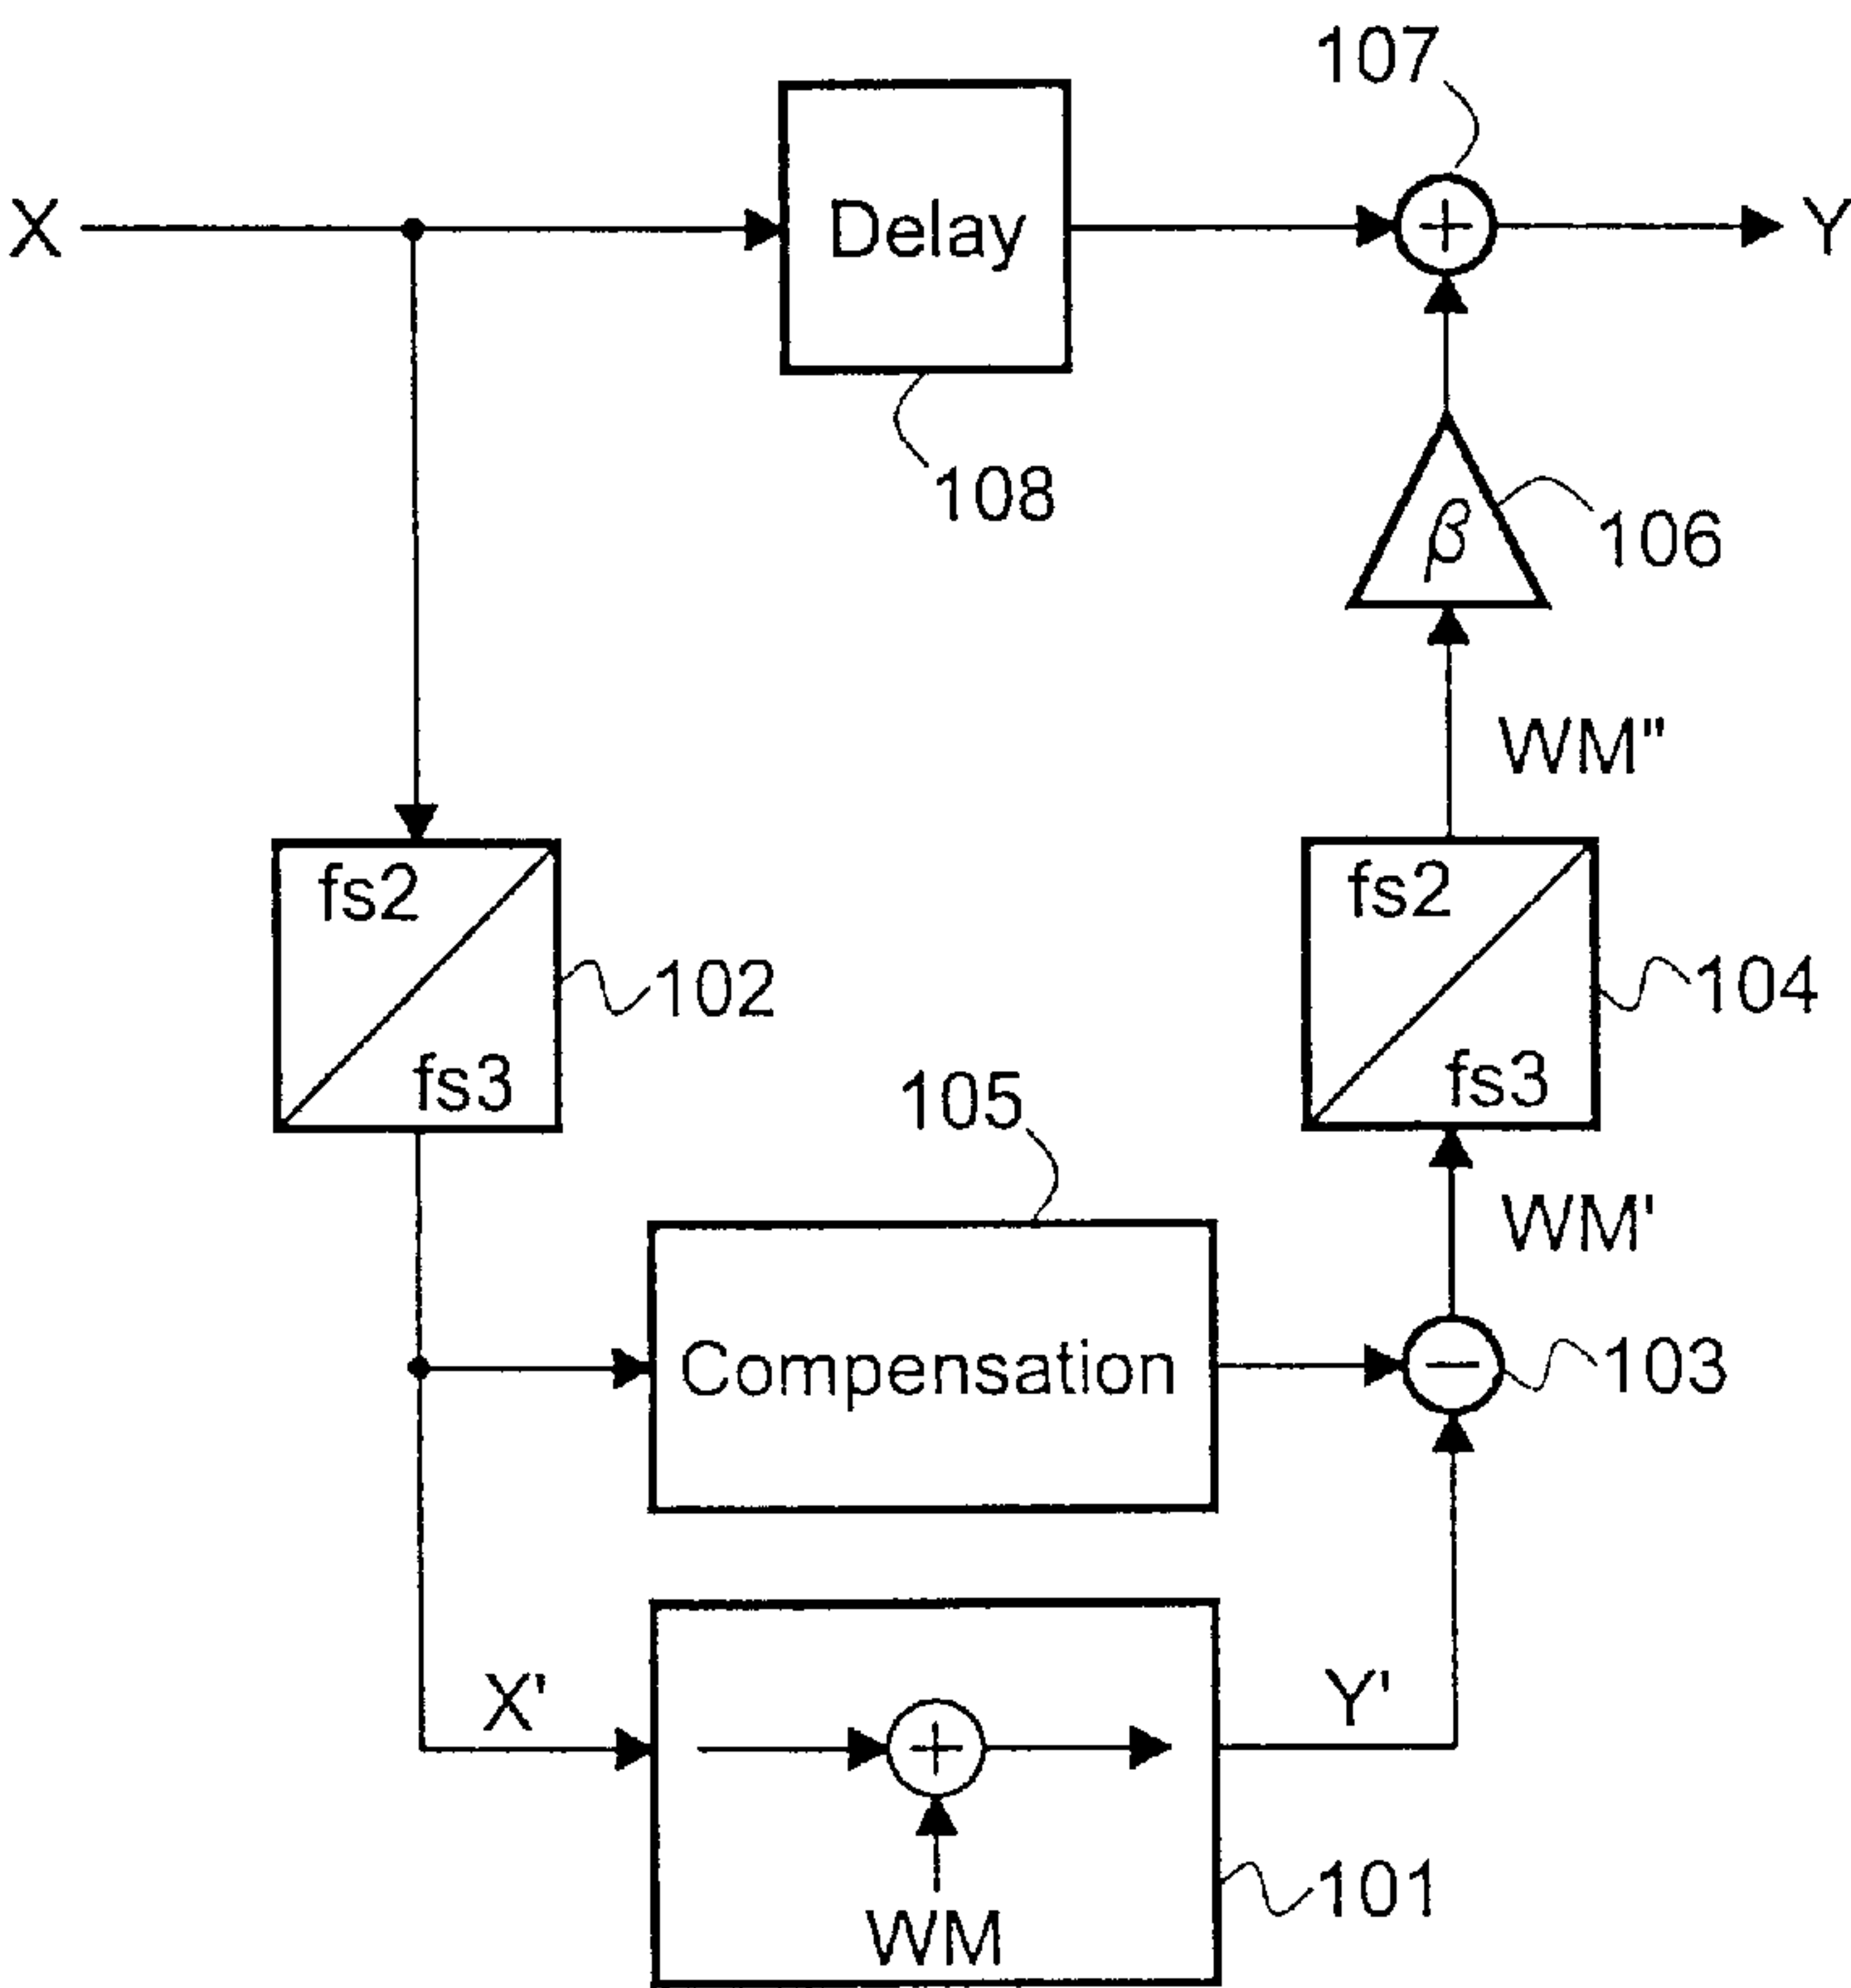 107
X
Delay
+
Y
108
β
106
WM"
fs2
fs3
102
fs2
fs3
104
105
WM'
Compensation
−
103
X'
Y'
+
101
WM